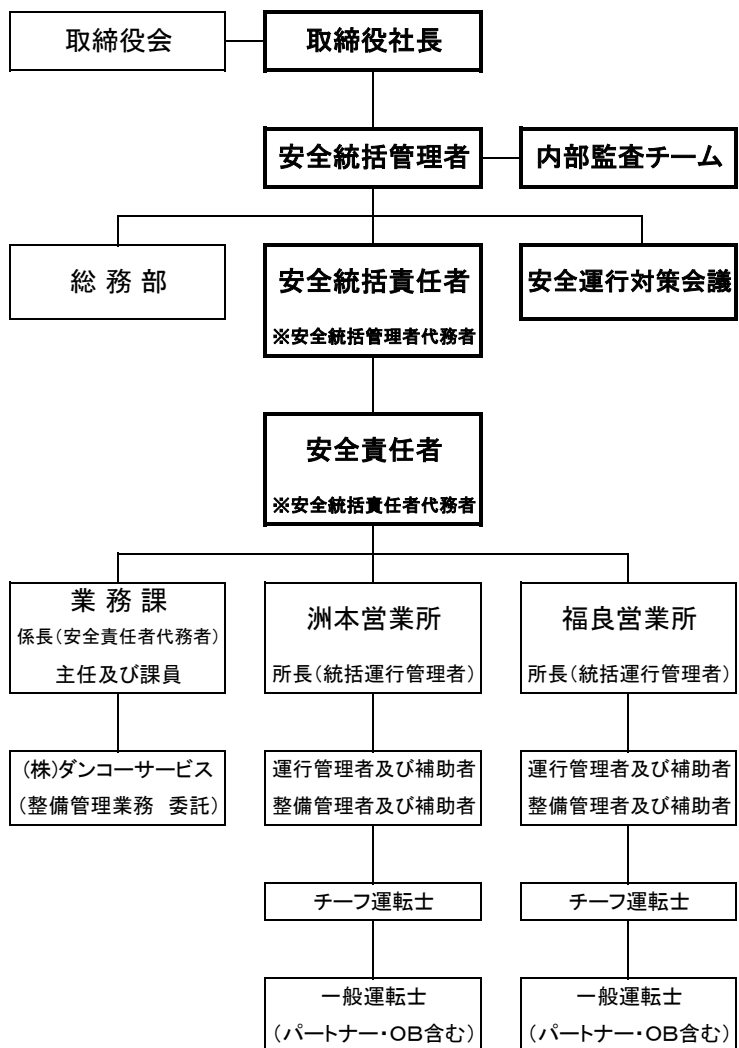 取締役会
取締役社長
安全統括管理者
内部監査チーム
総 務 部
安全統括責任者
※安全統括管理者代務者
安全運行対策会議
安全責任者
※安全統括責任者代務者
業 務 課
係長(安全責任者代務者)
主任及び課員
洲本営業所
所長(統括運行管理者)
福良営業所
所長(統括運行管理者)
(株)ダンコーサービス
(整備管理業務 委託)
運行管理者及び補助者
整備管理者及び補助者
運行管理者及び補助者
整備管理者及び補助者
チーフ運転士
チーフ運転士
一般運転士
(パートナー・OB含む)
一般運転士
(パートナー・OB含む)